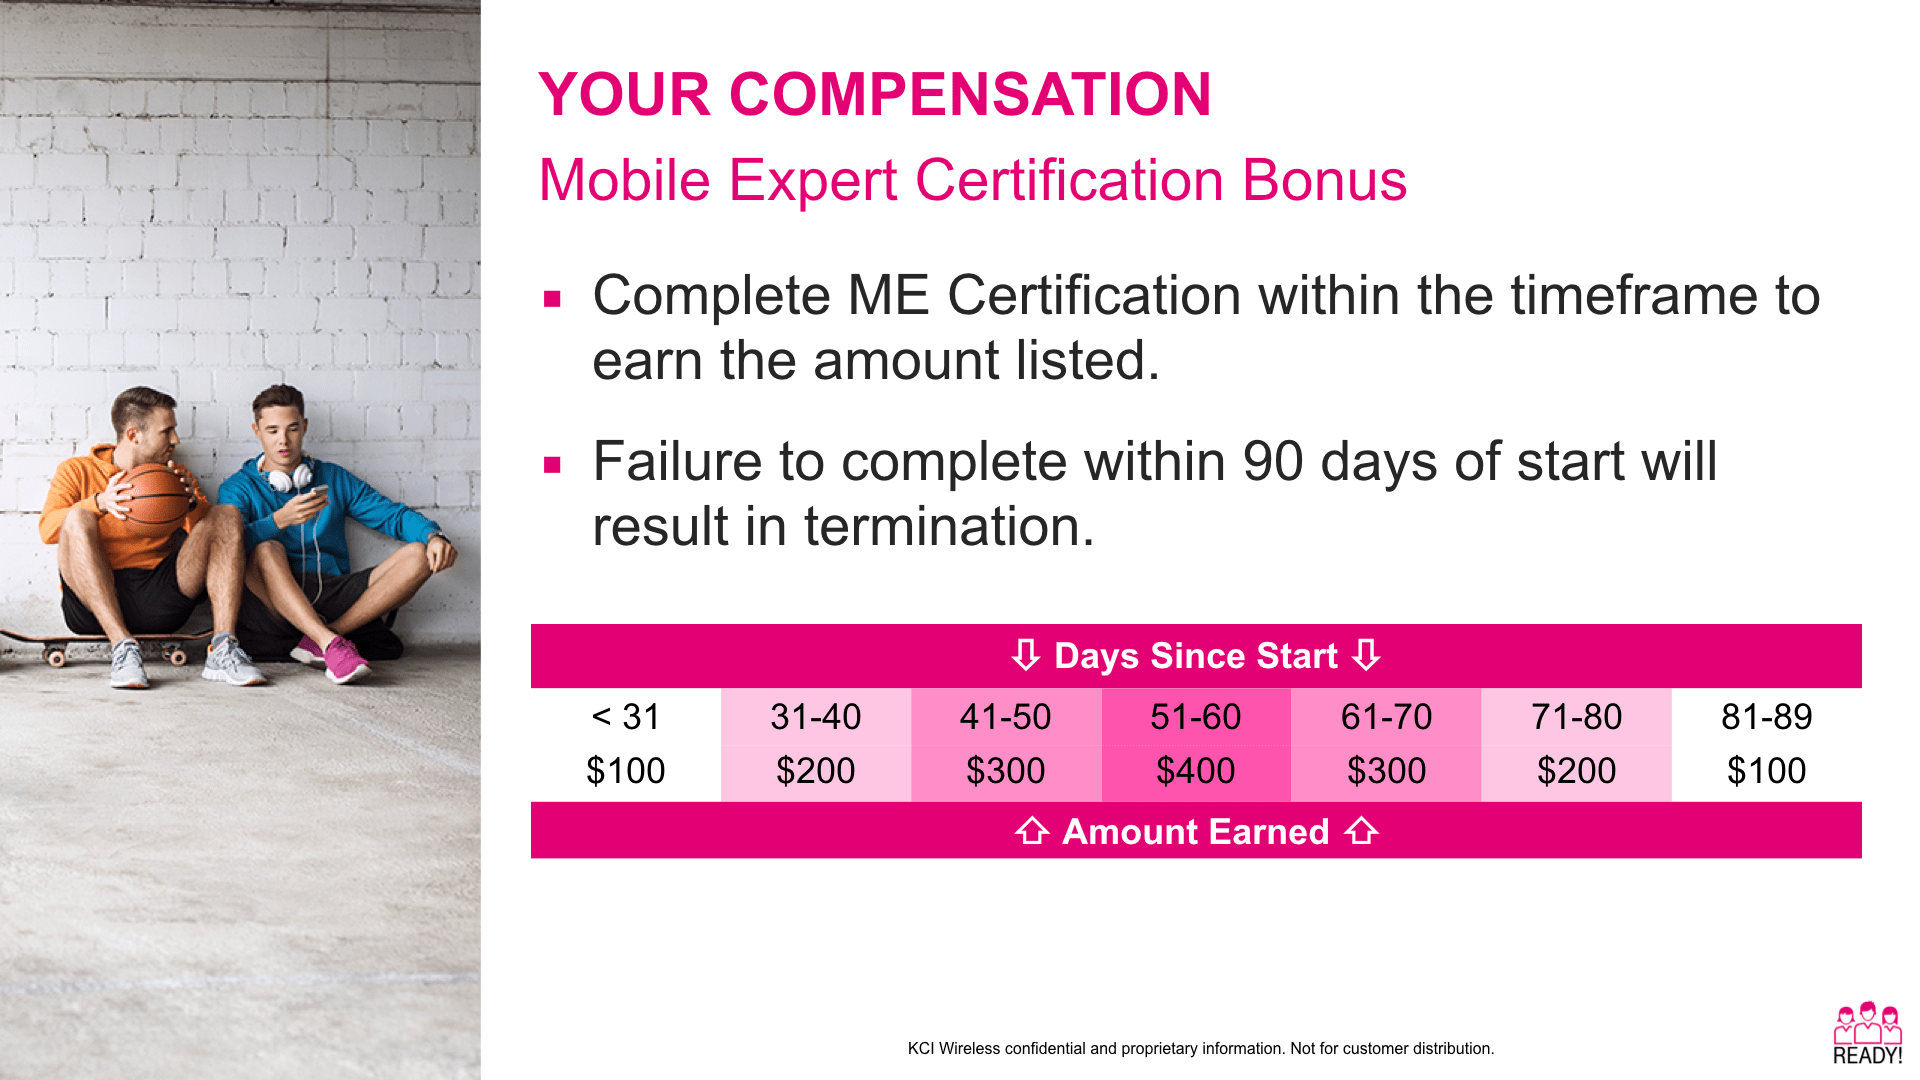 YOUR COMPENSATION
Mobile Expert Certification Bonus
▪ Complete ME Certification within the timeframe to
earn the amount listed.
▪ Failure to complete within 90 days of start will
result in termination.
⇩ Days Since Start ⇩
< 31 31-40 41-50 51-60 61-70 71-80 81-89
$100 $200 $300 $400 $300 $200 $100
⇧ Amount Earned ⇧
KCI Wireless confidential and proprietary information. Not for customer distribution.
READY!